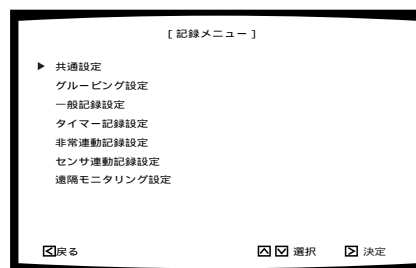 [記録メニュー]
▶ 共通設定
グルーピング設定
一般記録設定
タイマー記録設定
非常連動記録設定
センサ連動記録設定
遠隔モニタリング設定
戻る 選択 決定